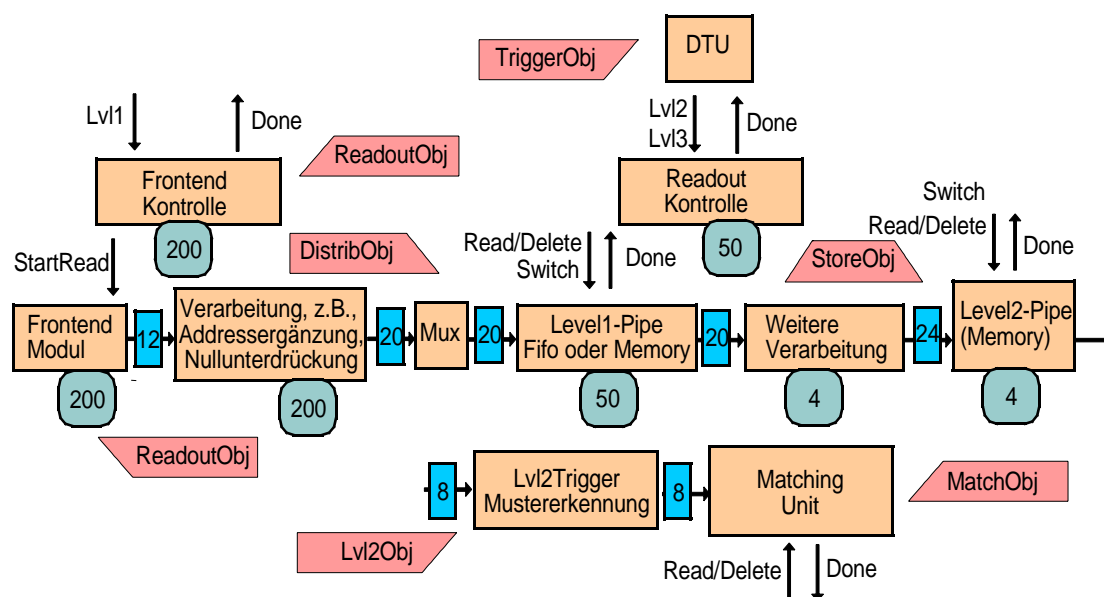 TriggerObj
DTU
Lvl1
Done
Lvl2
Lvl3
Done
ReadoutObj
Frontend
Kontrolle
200
Readout
Kontrolle
50
Switch
Read/Delete
Done
StartRead
DistribObj
Read/Delete
Switch
Done
StoreObj
Frontend
Modul
200
12
Verarbeitung, z.B.,
Addressergänzung,
Nullunterdrückung
200
20
Mux
20
Level1-Pipe
Fifo oder Memory
50
20
Weitere
Verarbeitung
4
24
Level2-Pipe
(Memory)
4
ReadoutObj
8
Lvl2Trigger
Mustererkennung
8
Matching
Unit
MatchObj
Lvl2Obj
Read/Delete
Done